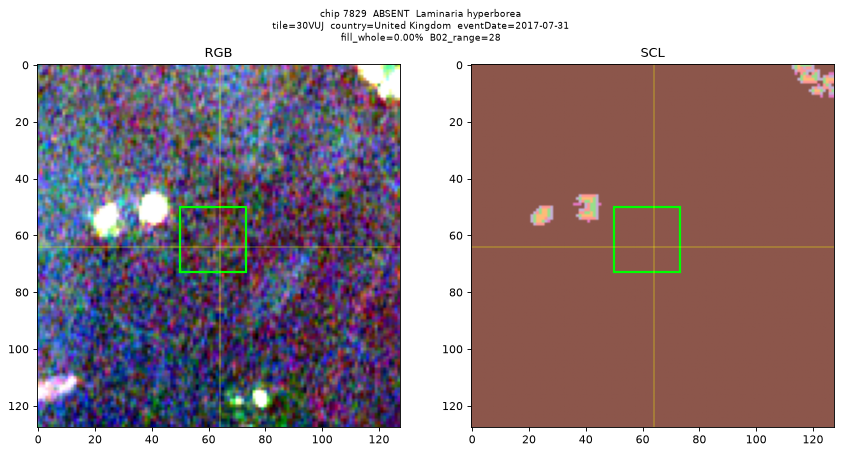 chip 7829  ABSENT  Laminaria hyperborea
tile=30VUJ  country=United Kingdom  eventDate=2017-07-31
fill_whole=0.00%  B02_range=28
RGB
SCL
0
20
40
60
80
100
120
0 20 40 60 80 100 120
0
20
40
60
80
100
120
0 20 40 60 80 100 120